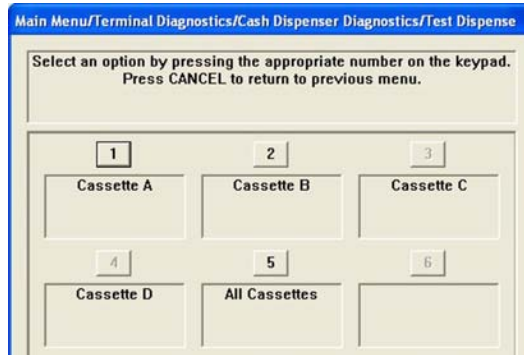 Main Menu/Terminal Diagnostics/Cash Dispenser Diagnostics/Test Dispense
Select an option by pressing the appropriate number on the keypad.
Press CANCEL to return to previous menu.
1 2 3
Cassette A Cassette B Cassette C
4 5 6
Cassette D All Cassettes